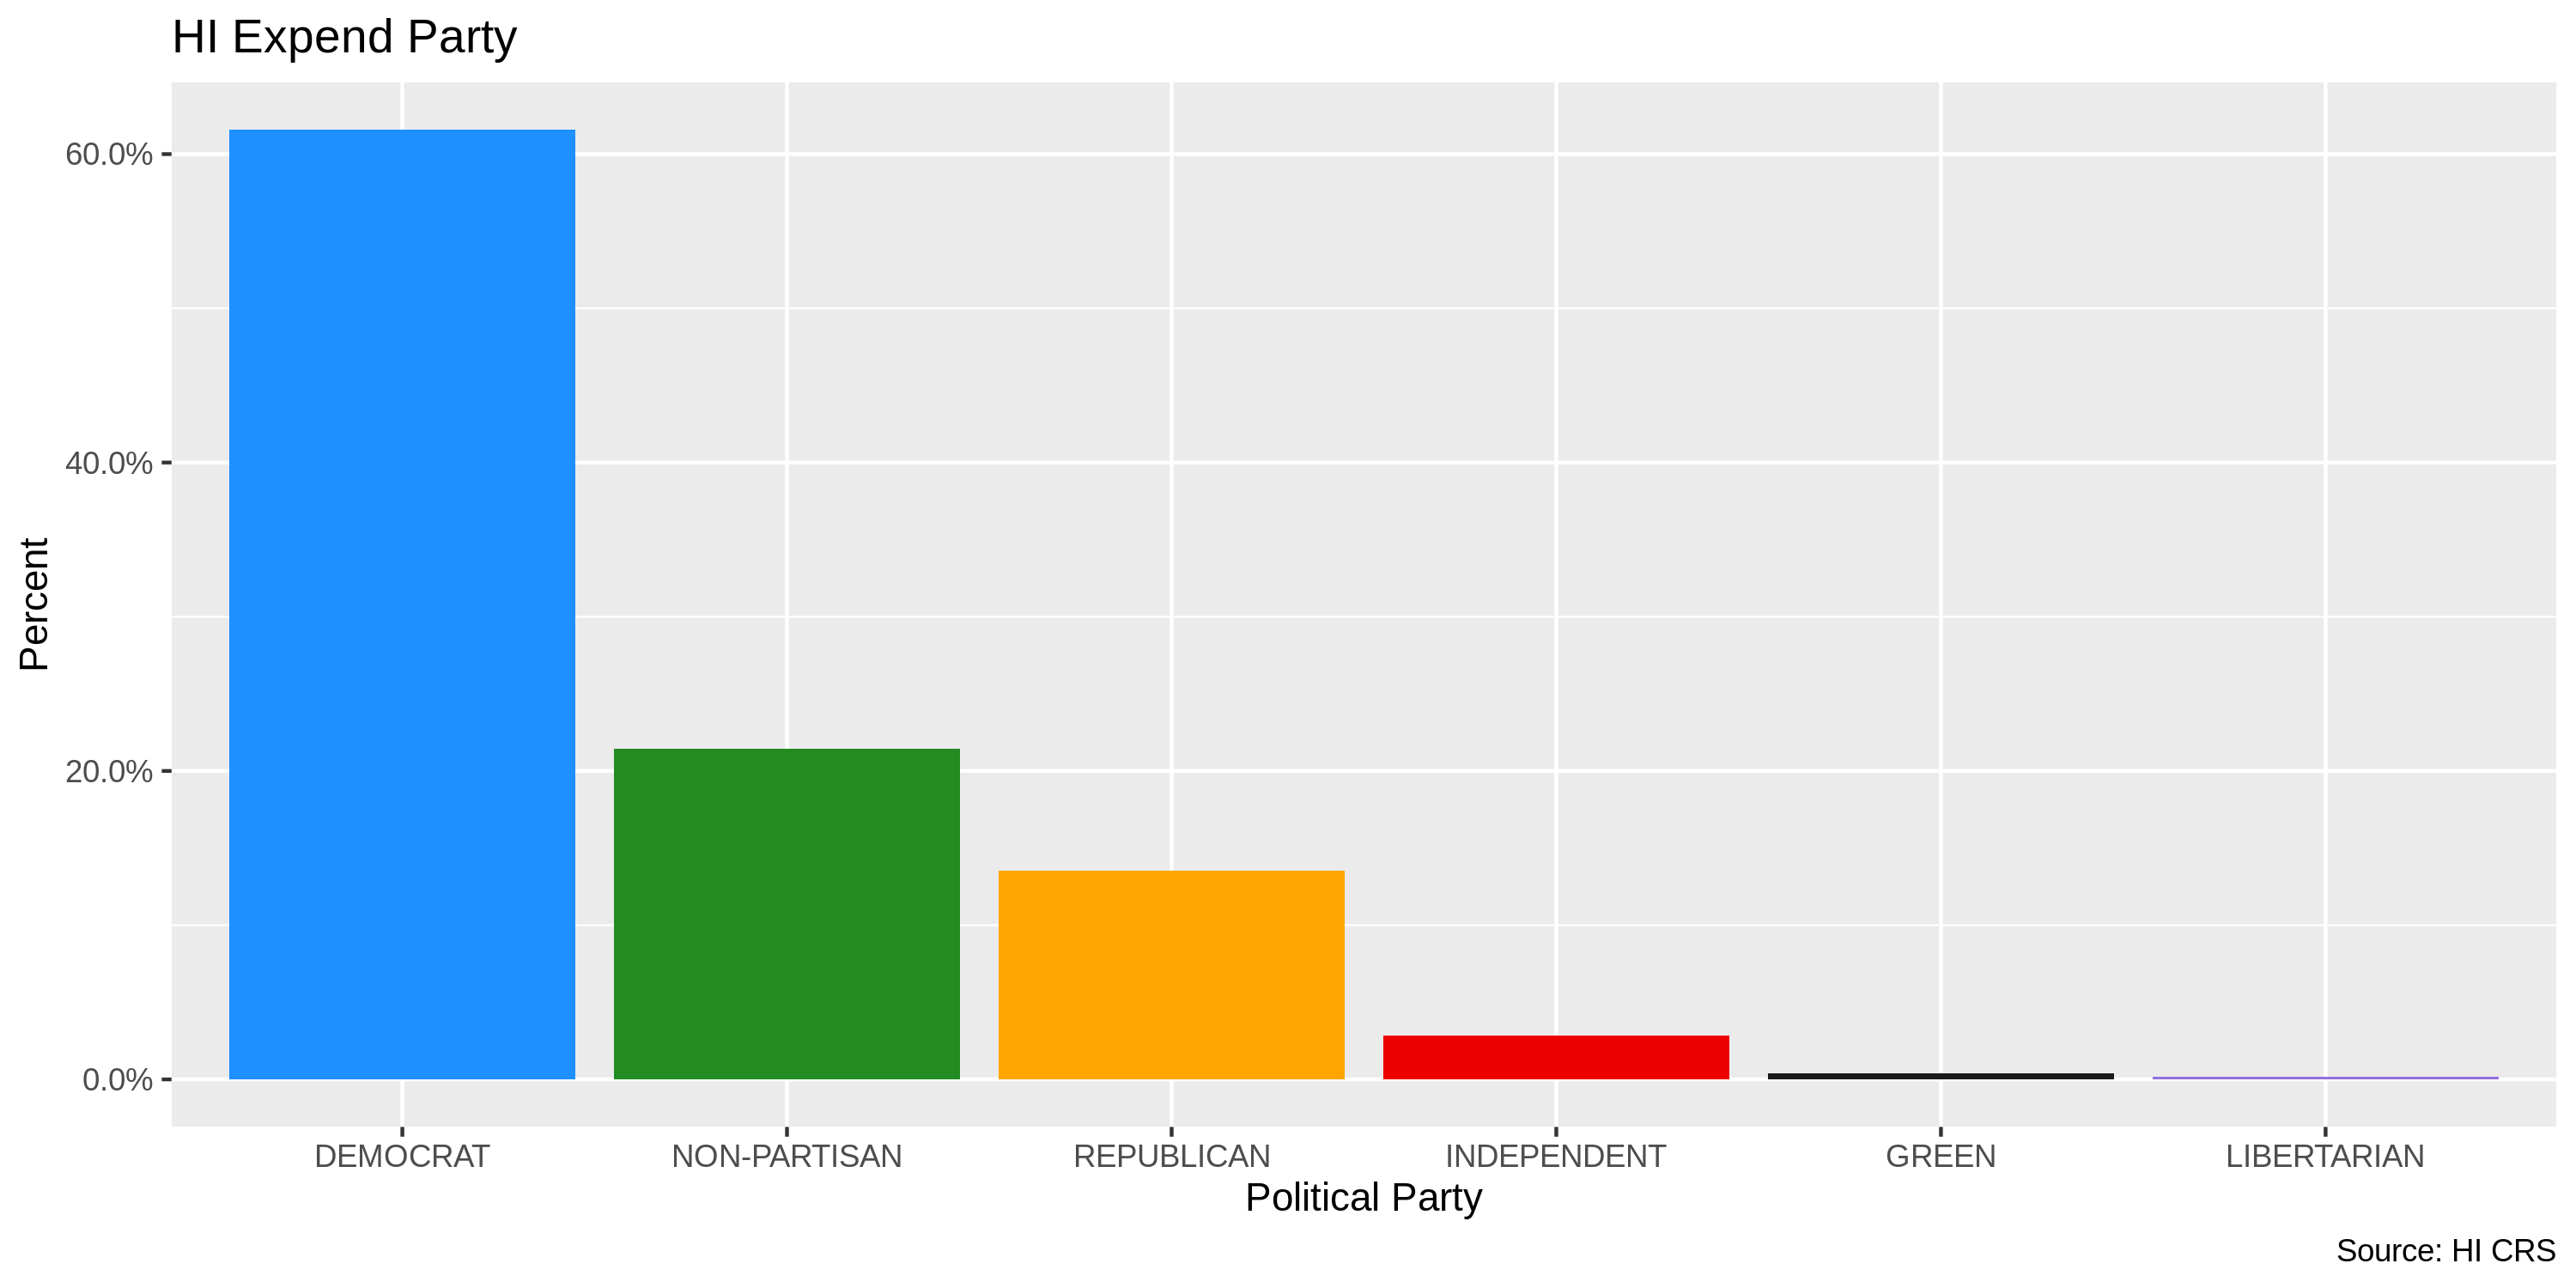 HI Expend Party
Percent
60.0%
40.0%
20.0%
0.0%
DEMOCRAT
NON-PARTISAN
REPUBLICAN
INDEPENDENT
GREEN
LIBERTARIAN
Political Party
Source: HI CRS